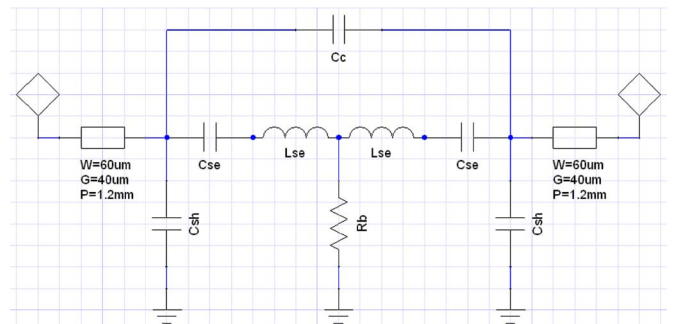 Cc
Cse
Lse
Lse
Cse
W=60um
G=40um
P=1.2mm
W=60um
G=40um
P=1.2mm
Csh
Rb
Csh